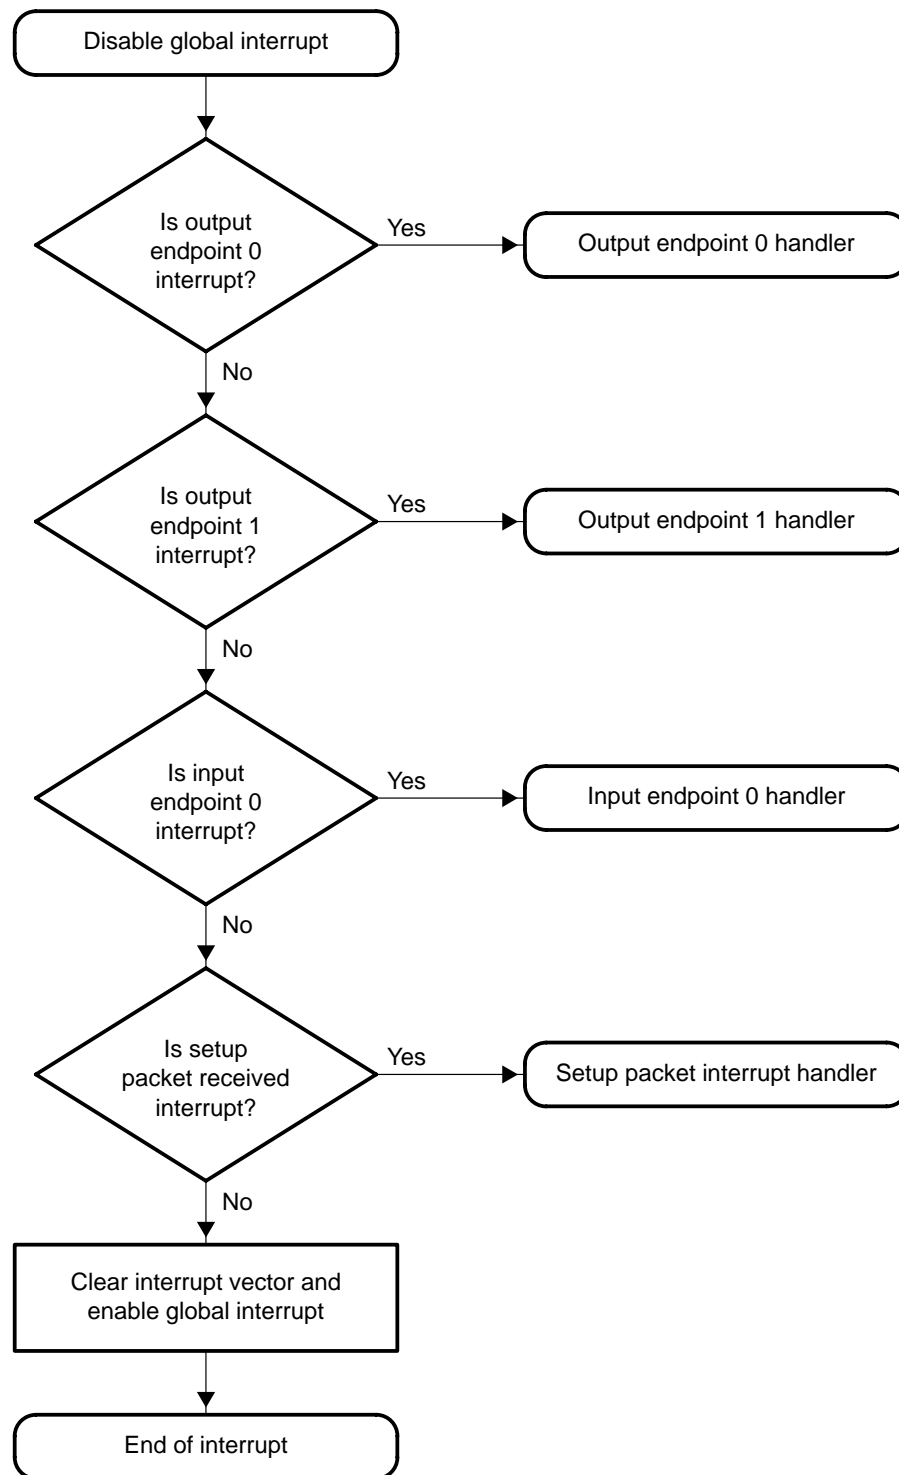 Disable global interrupt
Is output
endpoint 0
interrupt?
Yes
Output endpoint 0 handler
No
Is output
endpoint 1
interrupt?
Yes
Output endpoint 1 handler
No
Is input
endpoint 0
interrupt?
Yes
Input endpoint 0 handler
No
Is setup
packet received
interrupt?
Yes
Setup packet interrupt handler
No
Clear interrupt vector and
enable global interrupt
End of interrupt